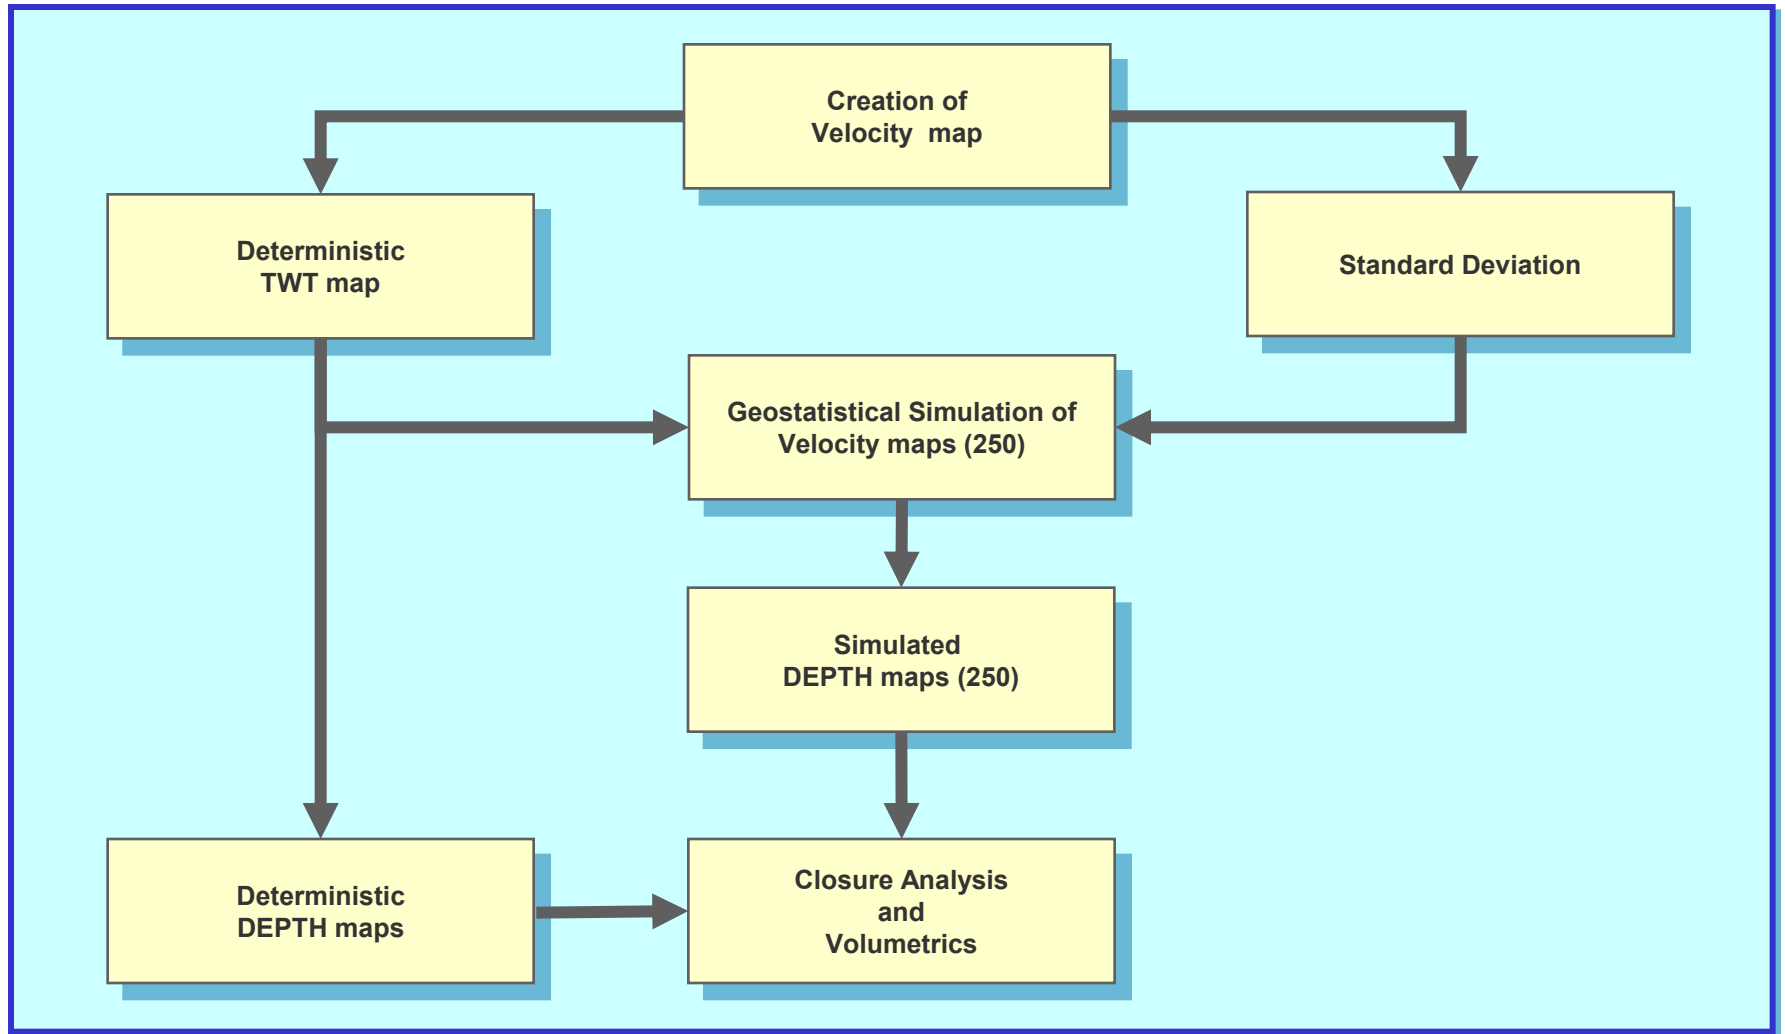 Creation of
Velocity map
Deterministic
TWT map
Standard Deviation
Geostatistical Simulation of
Velocity maps (250)
Simulated
DEPTH maps (250)
Deterministic
DEPTH maps
Closure Analysis
and
Volumetrics